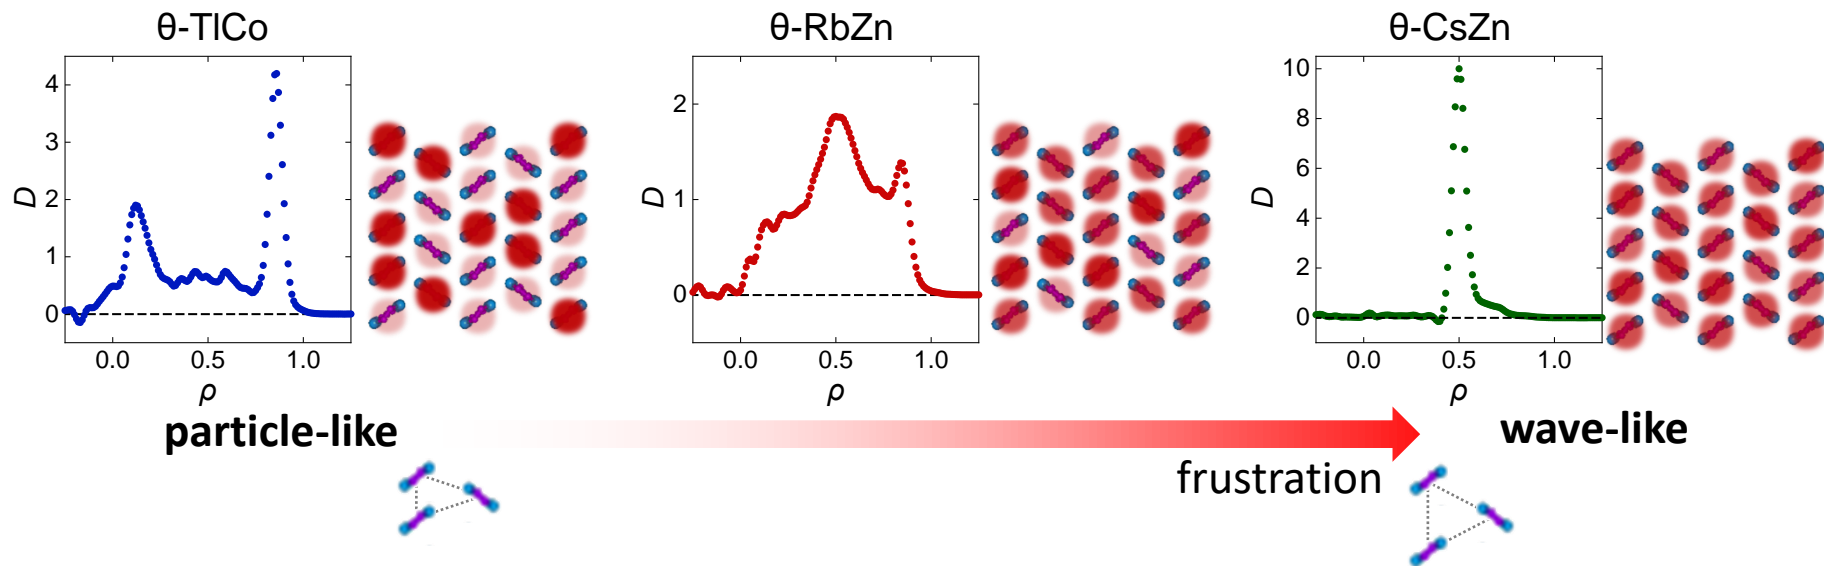 θ-TlCo
4
3
2
1
0
D
0.0 0.5 1.0
ρ
θ-RbZn
2
1
0
D
0.0 0.5 1.0
ρ
θ-CsZn
10
8
6
4
2
0
D
0.0 0.5 1.0
ρ
particle-like
wave-like
frustration